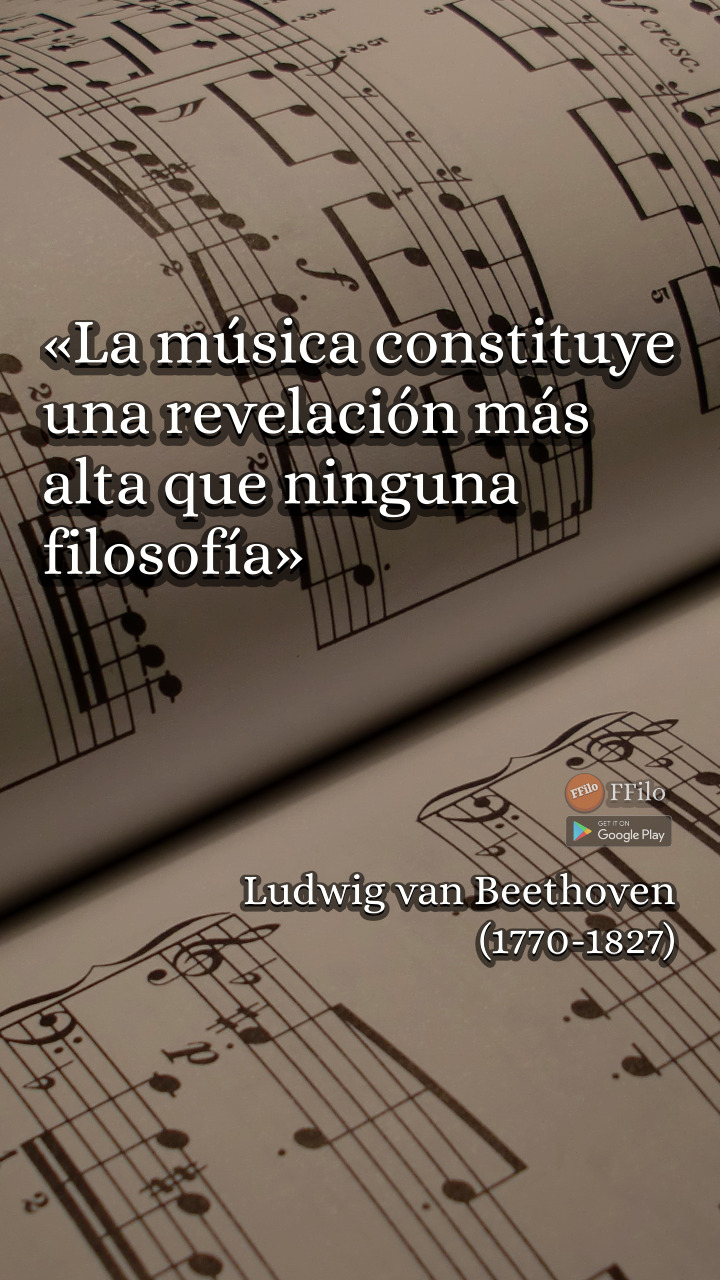 cresc.
«La música constituye
una revelación más
alta que ninguna
filosofía»
FFilo FFilo
GET IT ON
Google Play
Ludwig van Beethoven
(1770-1827)